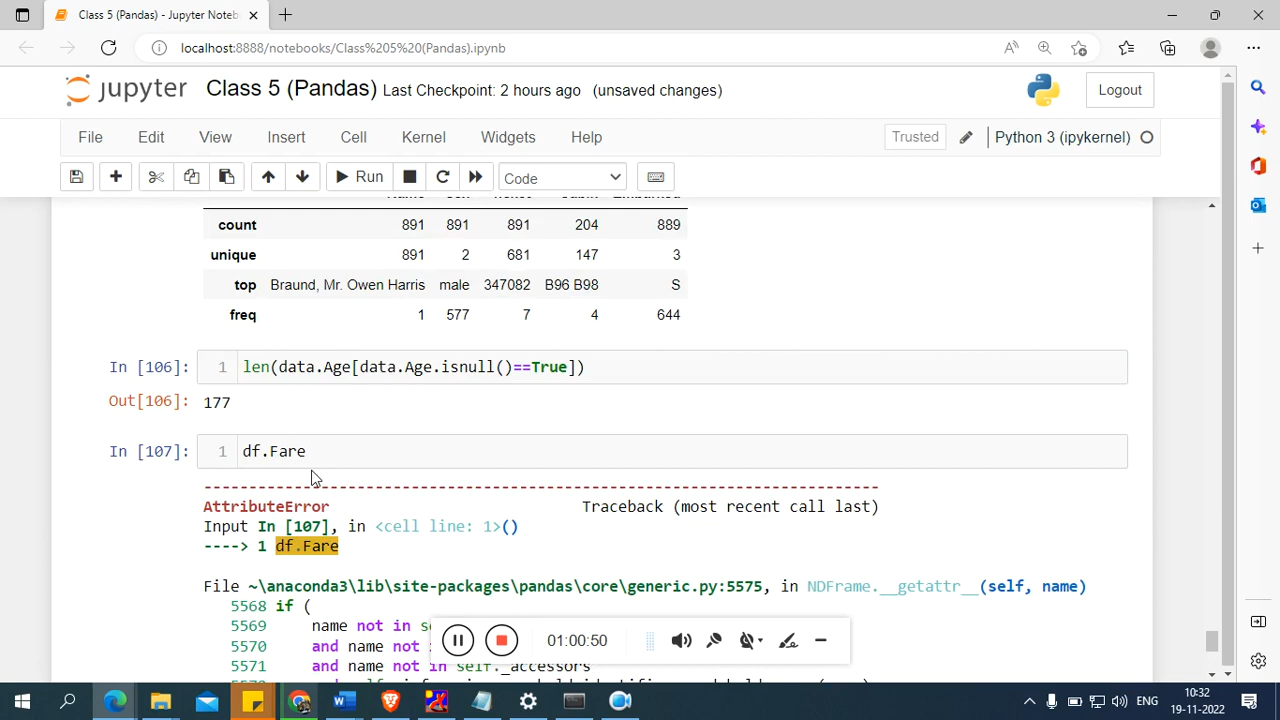 Class 5 (Pandas) - Jupyter Noteb
localhost:8888/notebooks/Class%205%20(Pandas).ipynb
jupyter Class 5 (Pandas) Last Checkpoint: 2 hours ago (unsaved changes)
Logout
File Edit View Insert Cell Kernel Widgets Help
Trusted Python 3 (ipykernel)
Run Code
count 891 891 891 204 889
unique 891 2 681 147 3
top Braund, Mr. Owen Harris male 347082 B96 B98 S
freq 1 577 7 4 644
In [106]: 1 len(data.Age[data.Age.isnull()==True])
Out[106]: 177
In [107]: 1 df.Fare
---------------------------------------------------------------------------
AttributeError Traceback (most recent call last)
Input In [107], in <cell line: 1>()
----> 1 df.Fare
File ~\anaconda3\lib\site-packages\pandas\core\generic.py:5575, in NDFrame.__getattr__(self, name)
5568 if (
5569 name not in
5570 and name not
5571 and name not in self._accessors
01:00:50
ENG
10:32
19-11-2022